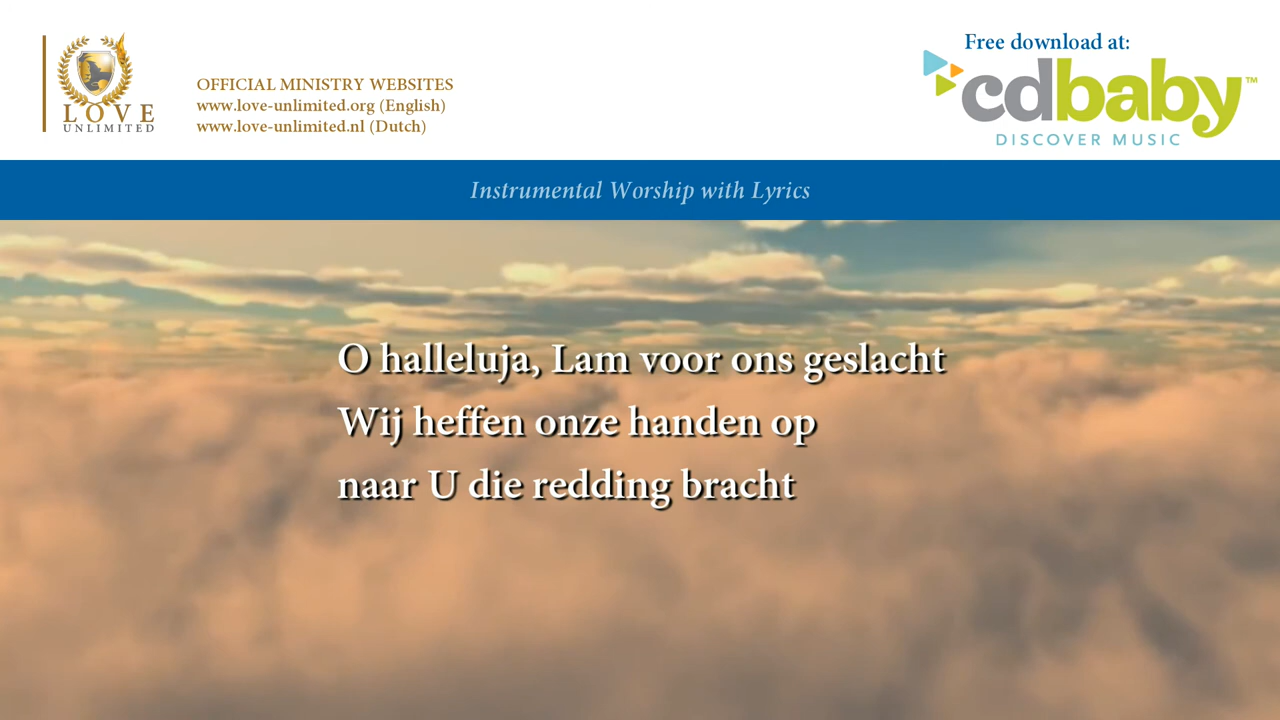 LOVE
UNLIMITED
OFFICIAL MINISTRY WEBSITES
www.love-unlimited.org (English)
www.love-unlimited.nl (Dutch)
Free download at:
cdbaby™
DISCOVER MUSIC
Instrumental Worship with Lyrics
O halleluja, Lam voor ons geslacht
Wij heffen onze handen op
naar U die redding bracht